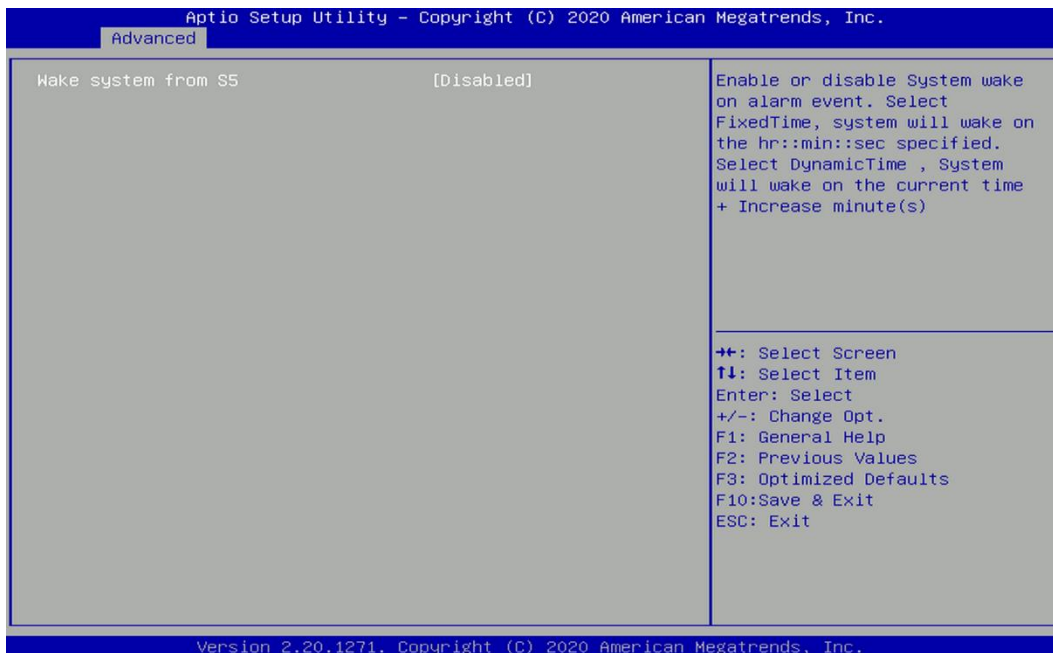 Aptio Setup Utility – Copyright (C) 2020 American Megatrends, Inc.
Advanced
Wake system from S5 [Disabled]
Enable or disable System wake
on alarm event. Select
FixedTime, system will wake on
the hr::min::sec specified.
Select DynamicTime , System
will wake on the current time
+ Increase minute(s)
→←: Select Screen
↑↓: Select Item
Enter: Select
+/-: Change Opt.
F1: General Help
F2: Previous Values
F3: Optimized Defaults
F10:Save & Exit
ESC: Exit
Version 2.20.1271. Copyright (C) 2020 American Megatrends, Inc.